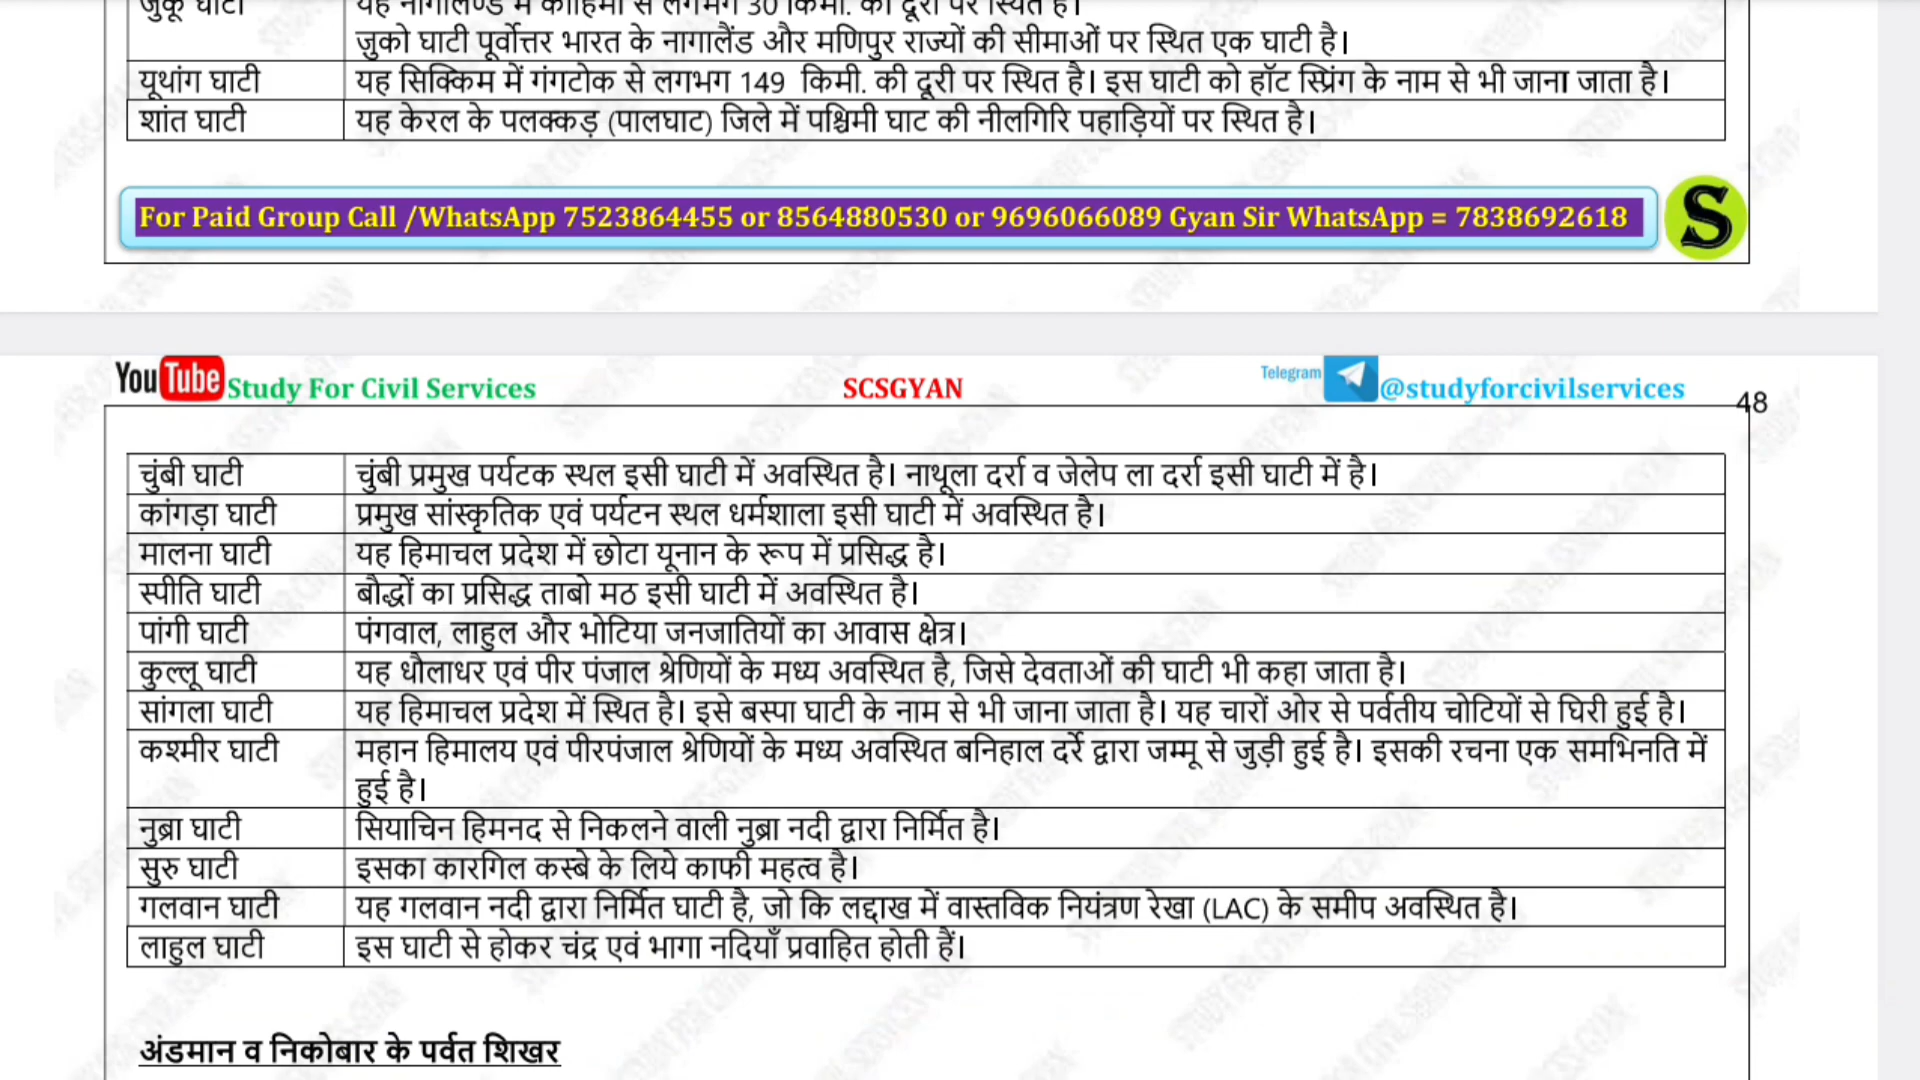 जुकू घाटी यह नागालैण्ड में कोहिमा से लगभग 30 किमी. की दूरी पर स्थित है।
जुको घाटी पूर्वोत्तर भारत के नागालैंड और मणिपुर राज्यों की सीमाओं पर स्थित एक घाटी है।
यूथांग घाटी यह सिक्किम में गंगटोक से लगभग 149 किमी. की दूरी पर स्थित है। इस घाटी को हॉट स्प्रिंग के नाम से भी जाना जाता है।
शांत घाटी यह केरल के पलक्कड़ (पालघाट) जिले में पश्चिमी घाट की नीलगिरि पहाड़ियों पर स्थित है।
For Paid Group Call /WhatsApp 7523864455 or 8564880530 or 9696066089 Gyan Sir WhatsApp = 7838692618
S
YouTube Study For Civil Services SCSGYAN Telegram @studyforcivilservices 48
चुंबी घाटी चुंबी प्रमुख पर्यटक स्थल इसी घाटी में अवस्थित है। नाथूला दर्रा व जेलेप ला दर्रा इसी घाटी में है।
कांगड़ा घाटी प्रमुख सांस्कृतिक एवं पर्यटन स्थल धर्मशाला इसी घाटी में अवस्थित है।
मालना घाटी यह हिमाचल प्रदेश में छोटा यूनान के रूप में प्रसिद्ध है।
स्पीति घाटी बौद्धों का प्रसिद्ध ताबो मठ इसी घाटी में अवस्थित है।
पांगी घाटी पंगवाल, लाहुल और भोटिया जनजातियों का आवास क्षेत्र।
कुल्लू घाटी यह धौलाधर एवं पीर पंजाल श्रेणियों के मध्य अवस्थित है, जिसे देवताओं की घाटी भी कहा जाता है।
सांगला घाटी यह हिमाचल प्रदेश में स्थित है। इसे बस्पा घाटी के नाम से भी जाना जाता है। यह चारों ओर से पर्वतीय चोटियों से घिरी हुई है।
कश्मीर घाटी महान हिमालय एवं पीरपंजाल श्रेणियों के मध्य अवस्थित बनिहाल दर्रे द्वारा जम्मू से जुड़ी हुई है। इसकी रचना एक समभिनति में
हुई है।
नुब्रा घाटी सियाचिन हिमनद से निकलने वाली नुब्रा नदी द्वारा निर्मित है।
सुरु घाटी इसका कारगिल कस्बे के लिये काफी महत्व है।
गलवान घाटी यह गलवान नदी द्वारा निर्मित घाटी है, जो कि लद्दाख में वास्तविक नियंत्रण रेखा (LAC) के समीप अवस्थित है।
लाहुल घाटी इस घाटी से होकर चंद्र एवं भागा नदियाँ प्रवाहित होती हैं।
अंडमान व निकोबार के पर्वत शिखर